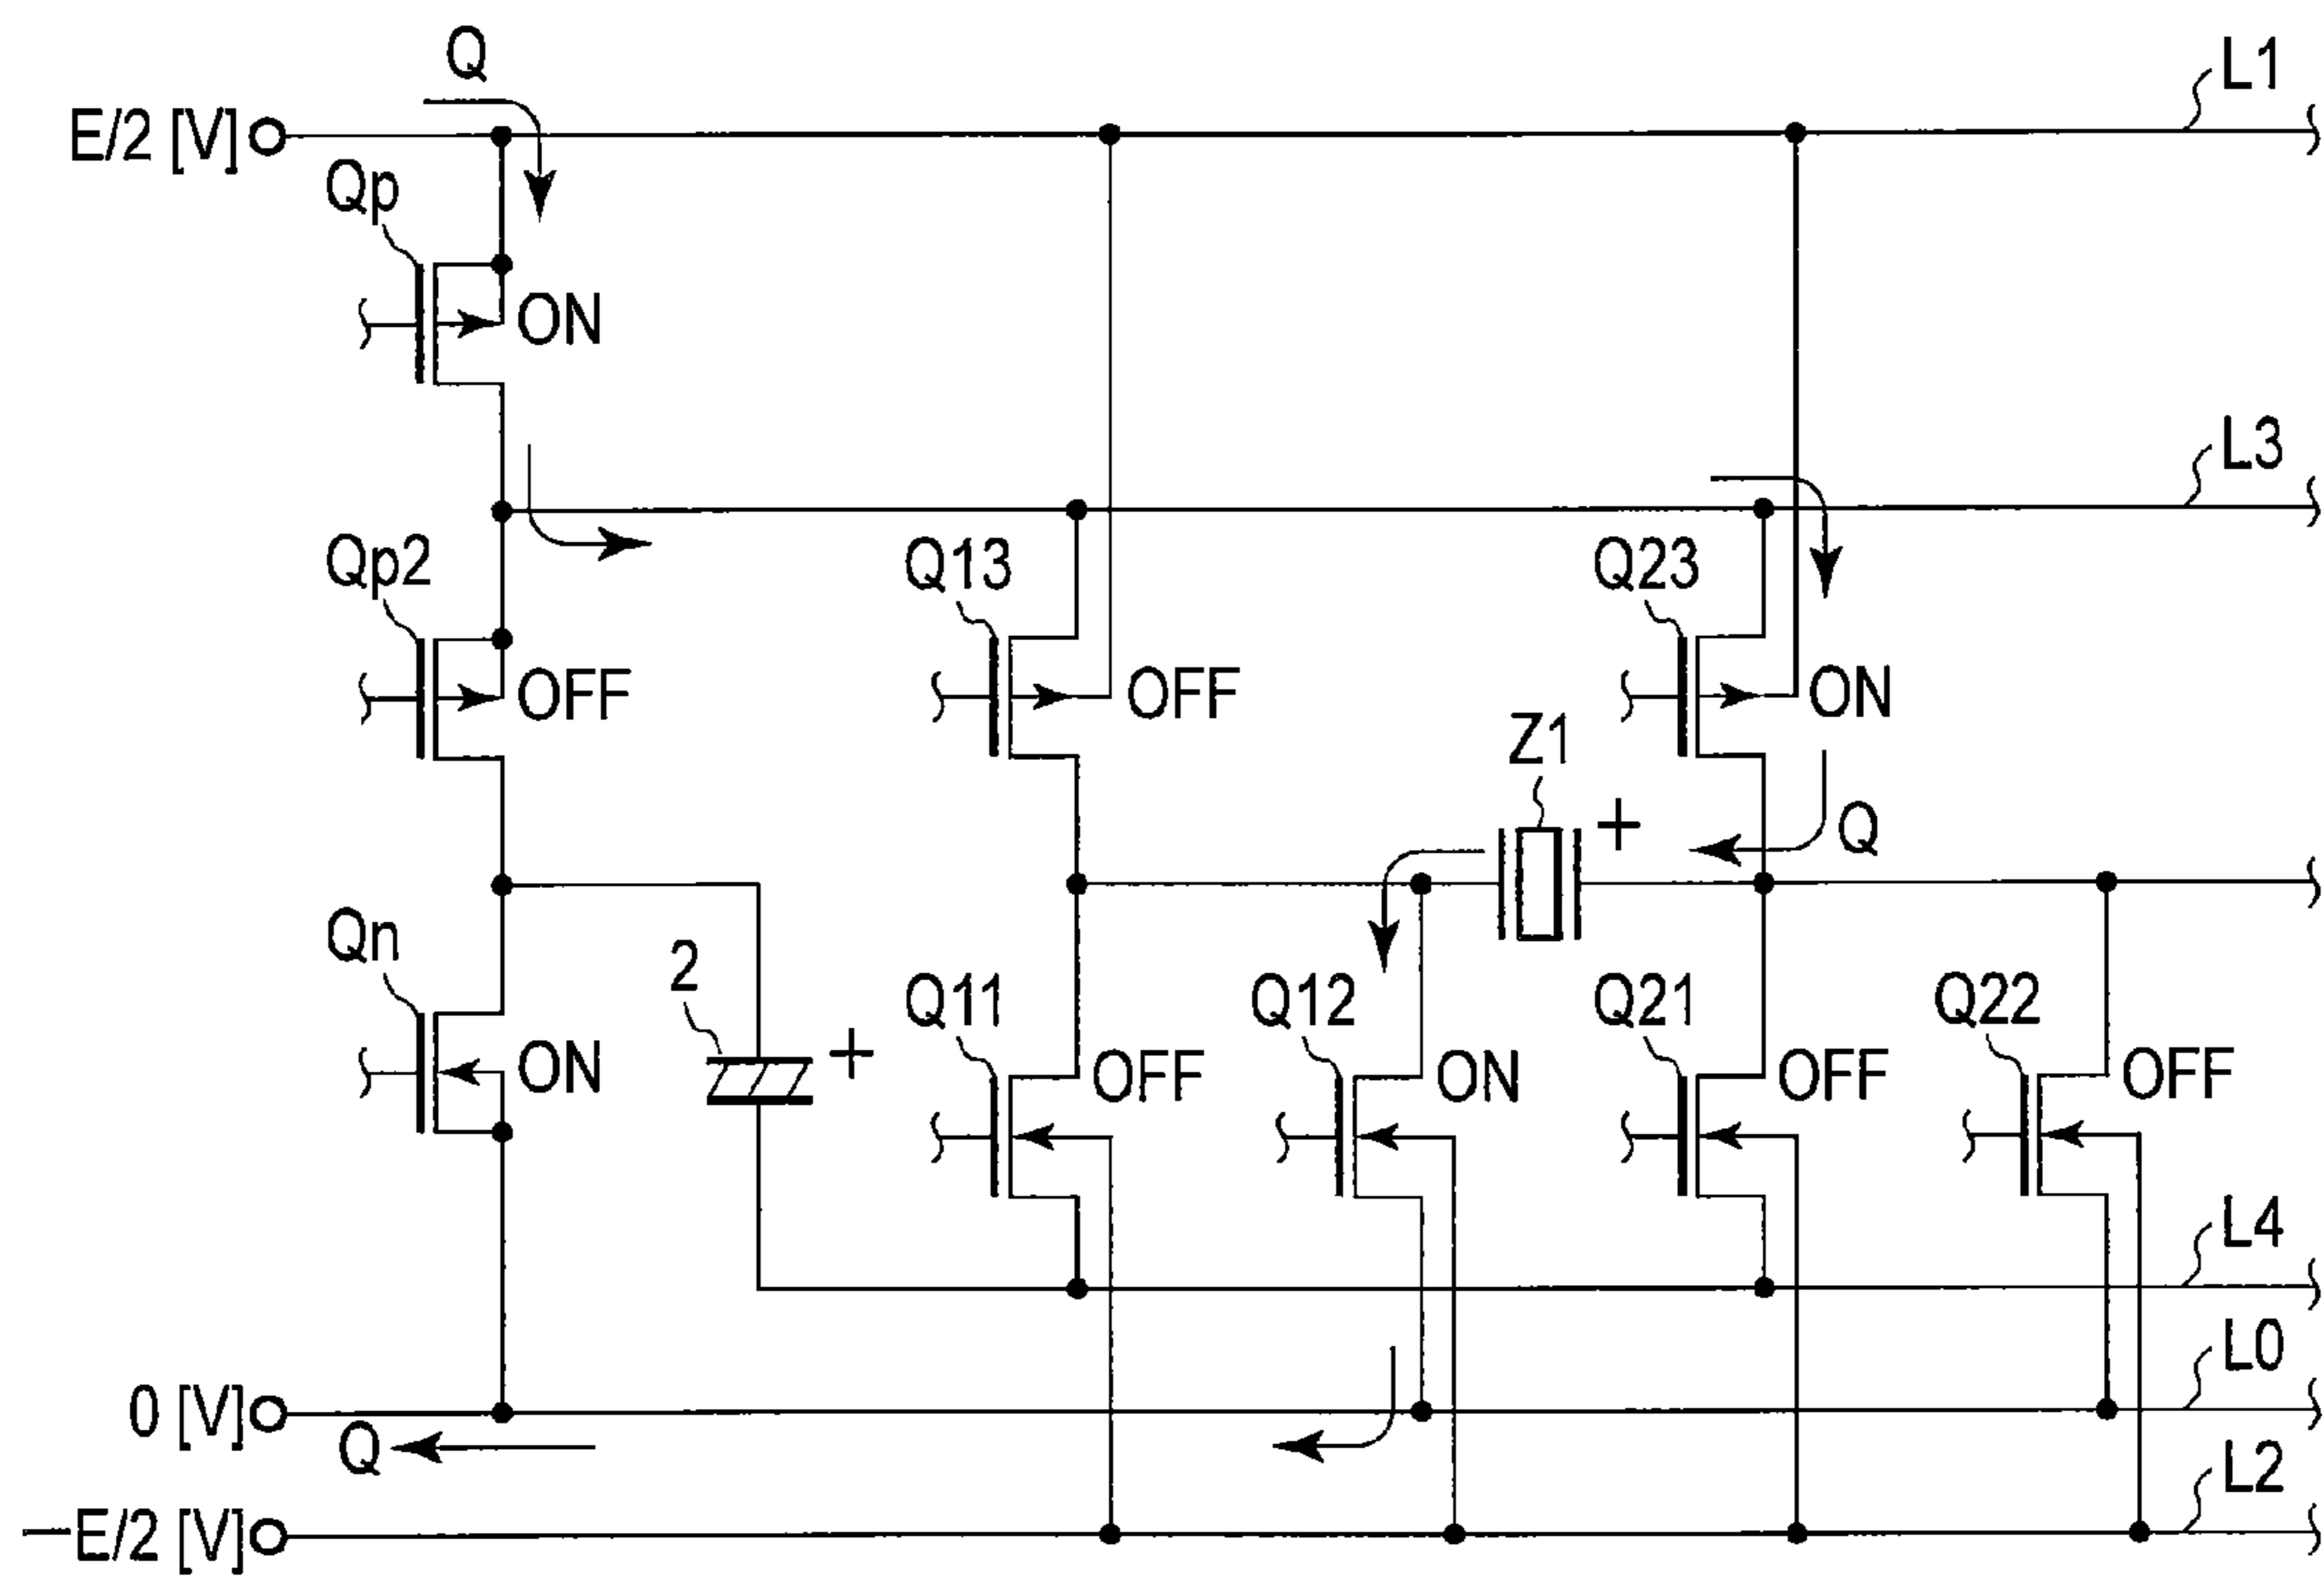 Q
L1
E/2 [V]
Qp
ON
L3
Qp2
Q13
Q23
OFF
OFF
ON
Z1
+
Q
Qn
2
+
Q11
Q12
Q21
Q22
ON
OFF
ON
OFF
OFF
L4
L0
0 [V]
Q
L2
−E/2 [V]